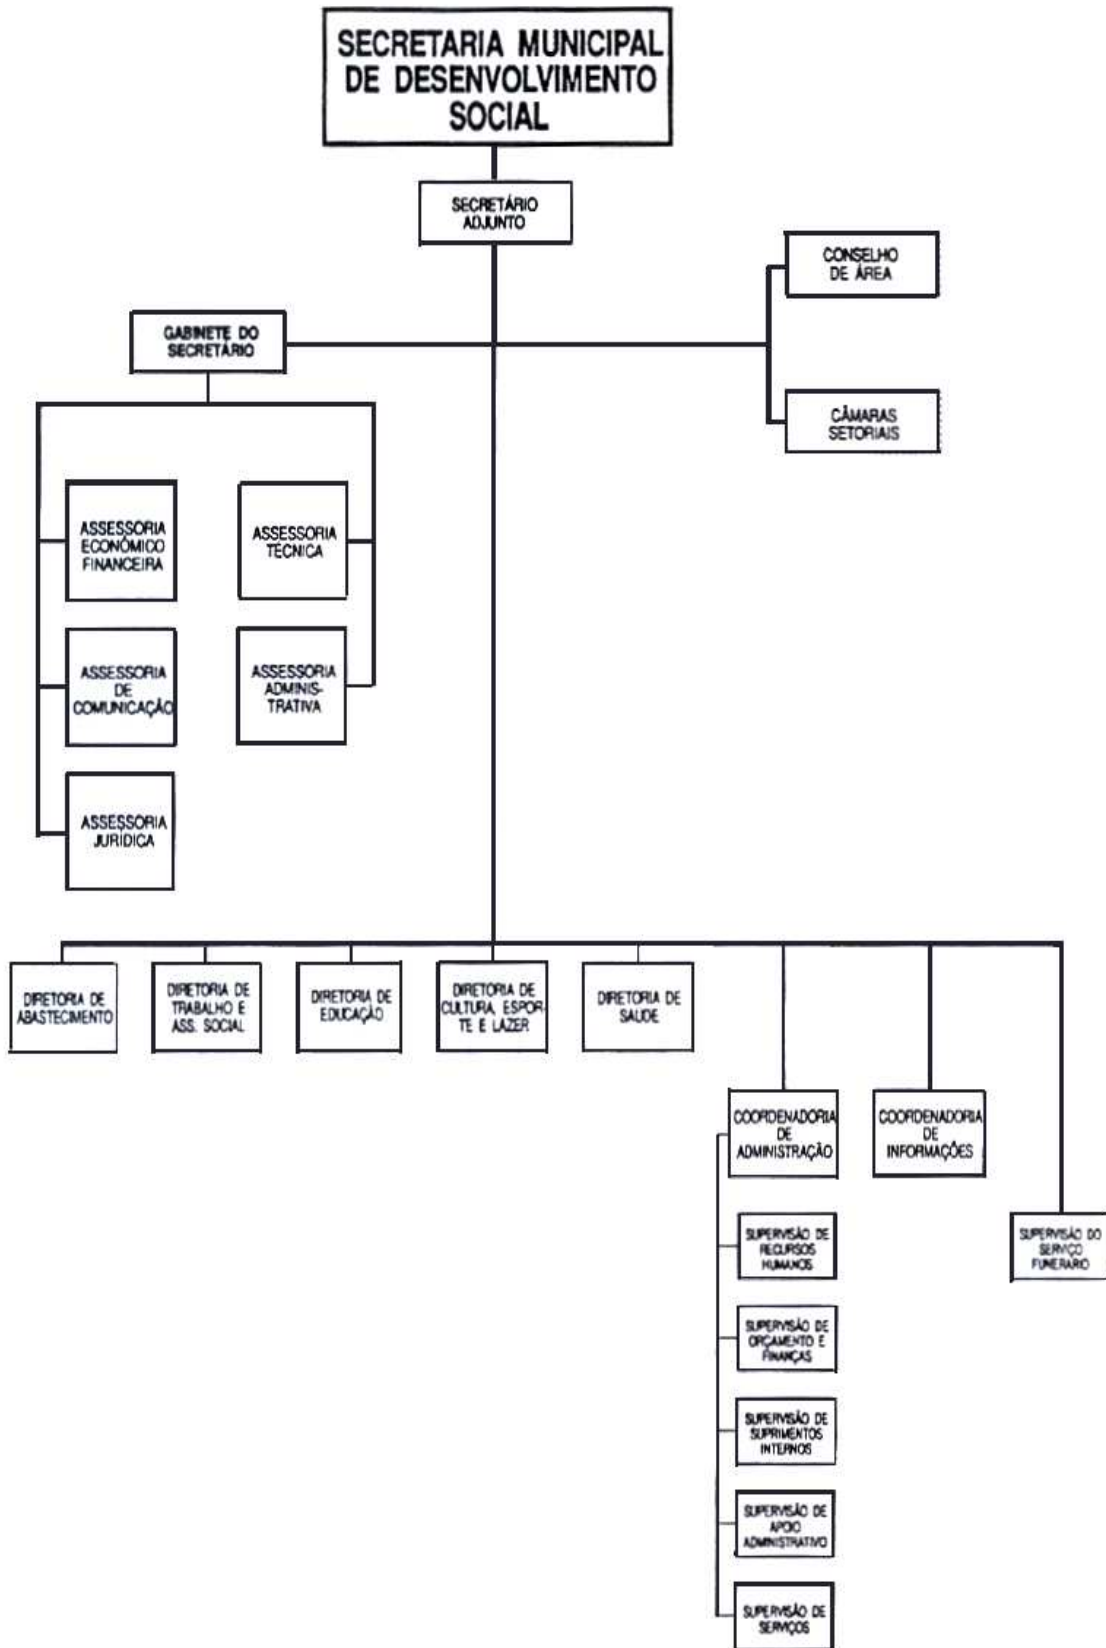 SECRETARIA MUNICIPAL
DE DESENVOLVIMENTO
SOCIAL
SECRETÁRIO
ADJUNTO
CONSELHO
DE ÁREA
GABINETE DO
SECRETÁRIO
CÂMARAS
SETORIAIS
ASSESSORIA
ECONÔMICO
FINANCEIRA
ASSESSORIA
TÉCNICA
ASSESSORIA
DE
COMUNICAÇÃO
ASSESSORIA
ADMINIS-
TRATIVA
ASSESSORIA
JURÍDICA
DIRETORIA DE
ABASTECIMENTO
DIRETORIA DE
TRABALHO E
ASS. SOCIAL
DIRETORIA DE
EDUCAÇÃO
DIRETORIA DE
CULTURA, ESPOR-
TE E LAZER
DIRETORIA DE
SAÚDE
COORDENADORIA
DE
ADMINISTRAÇÃO
COORDENADORIA
DE
INFORMAÇÕES
SUPERVISÃO DE
RECURSOS
HUMANOS
SUPERVISÃO DO
SERVIÇO
FUNERÁRIO
SUPERVISÃO DE
ORÇAMENTO E
FINANÇAS
SUPERVISÃO DE
SUPRIMENTOS
INTERNOS
SUPERVISÃO DE
APOIO
ADMINISTRATIVO
SUPERVISÃO DE
SERVIÇOS